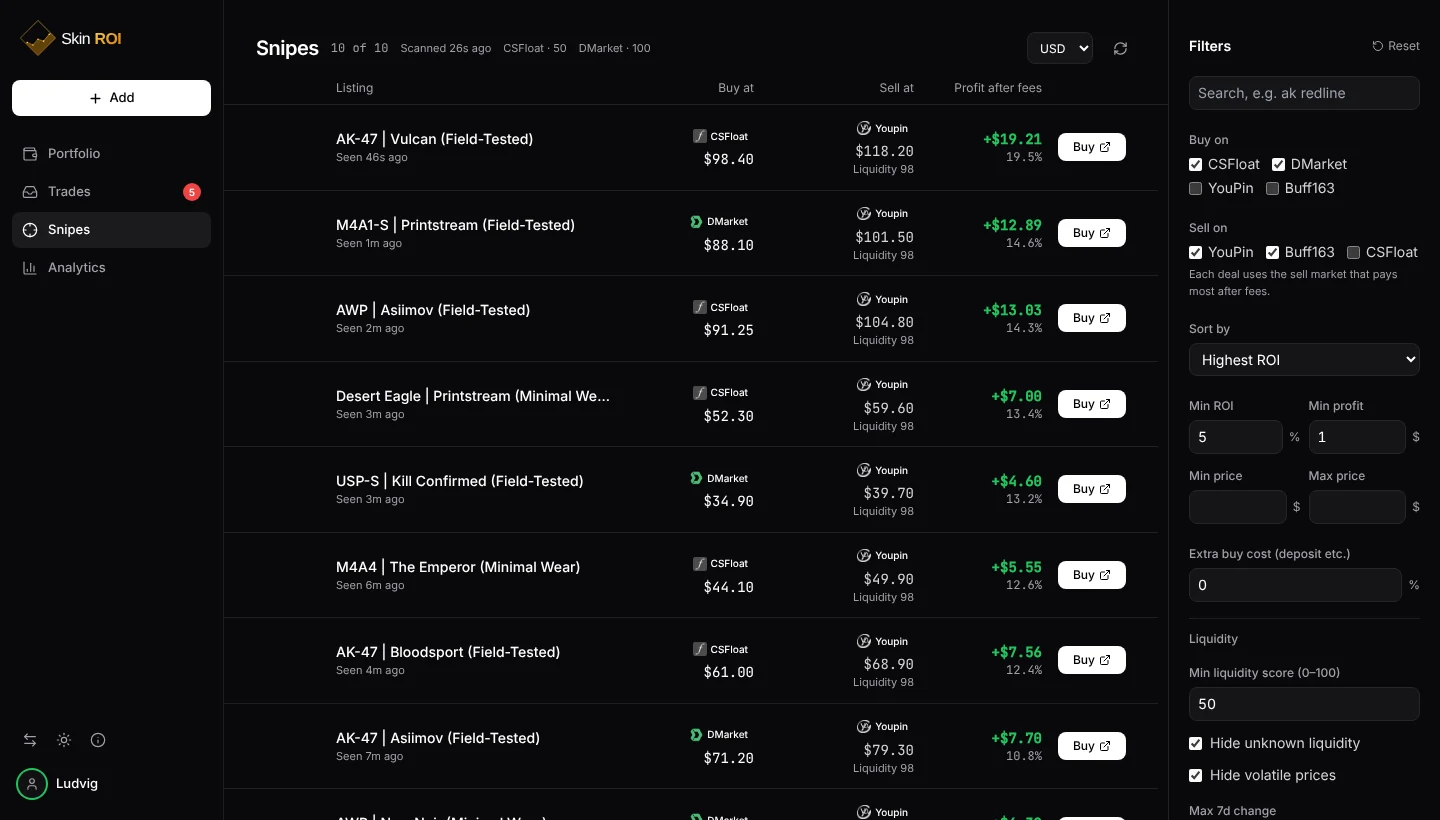 Skin ROI
Add
Portfolio
Trades
5
Snipes
Analytics
Ludvig
Snipes 10 of 10 Scanned 26s ago CSFloat · 50 DMarket · 100
USD
Listing Buy at Sell at Profit after fees
AK-47 | Vulcan (Field-Tested)
Seen 46s ago
CSFloat
$98.40
Youpin
$118.20
Liquidity 98
+$19.21
19.5%
Buy
M4A1-S | Printstream (Field-Tested)
Seen 1m ago
DMarket
$88.10
Youpin
$101.50
Liquidity 98
+$12.89
14.6%
Buy
AWP | Asiimov (Field-Tested)
Seen 2m ago
CSFloat
$91.25
Youpin
$104.80
Liquidity 98
+$13.03
14.3%
Buy
Desert Eagle | Printstream (Minimal We...
Seen 3m ago
CSFloat
$52.30
Youpin
$59.60
Liquidity 98
+$7.00
13.4%
Buy
USP-S | Kill Confirmed (Field-Tested)
Seen 3m ago
DMarket
$34.90
Youpin
$39.70
Liquidity 98
+$4.60
13.2%
Buy
M4A4 | The Emperor (Minimal Wear)
Seen 6m ago
CSFloat
$44.10
Youpin
$49.90
Liquidity 98
+$5.55
12.6%
Buy
AK-47 | Bloodsport (Field-Tested)
Seen 4m ago
CSFloat
$61.00
Youpin
$68.90
Liquidity 98
+$7.56
12.4%
Buy
AK-47 | Asiimov (Field-Tested)
Seen 7m ago
DMarket
$71.20
Youpin
$79.30
Liquidity 98
+$7.70
10.8%
Buy
DMarket
Youpin
Filters
Reset
Search, e.g. ak redline
Buy on
CSFloat DMarket
YouPin Buff163
Sell on
YouPin Buff163 CSFloat
Each deal uses the sell market that pays
most after fees.
Sort by
Highest ROI
Min ROI Min profit
5 % 1 $
Min price Max price
$ $
Extra buy cost (deposit etc.)
0 %
Liquidity
Min liquidity score (0–100)
50
Hide unknown liquidity
Hide volatile prices
Max 7d change